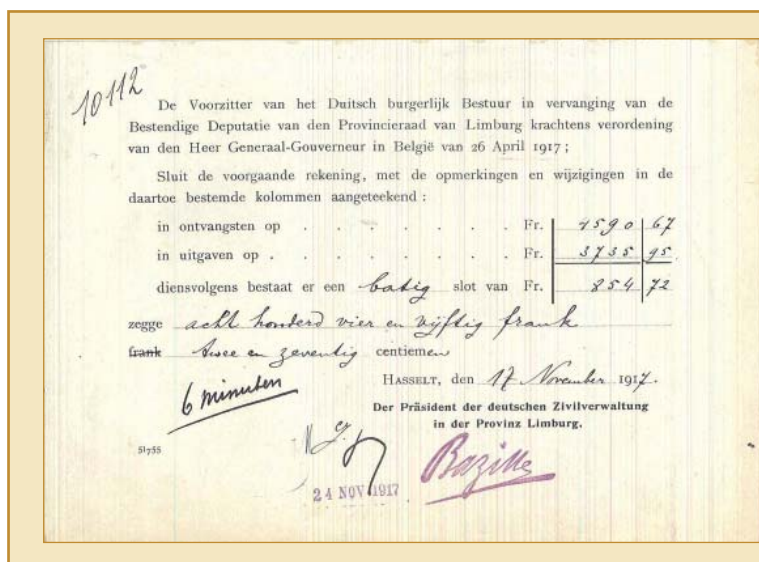 10112
De Voorzitter van het Duitsch burgerlijk Bestuur in vervanging van de
Bestendige Deputatie van den Provincieraad van Limburg krachtens verordening
van den Heer Generaal-Gouverneur in België van 26 April 1917 ;
Sluit de voorgaande rekening, met de opmerkingen en wijzigingen in de
daartoe bestemde kolommen aangeteekend :
in ontvangsten op . . . . . . . Fr. 4590 67
in uitgaven op . . . . . . . Fr. 3735 95
diensvolgens bestaat er een batig slot van Fr. 854 72
zegge acht honderd vier en vijftig frank
frank twee en zeventig centiemen
HASSELT, den 17 November 1917.
6 minuten
Der Präsident der deutschen Zivilverwaltung
in der Provinz Limburg.
51755
24 NOV 1917
Bazille